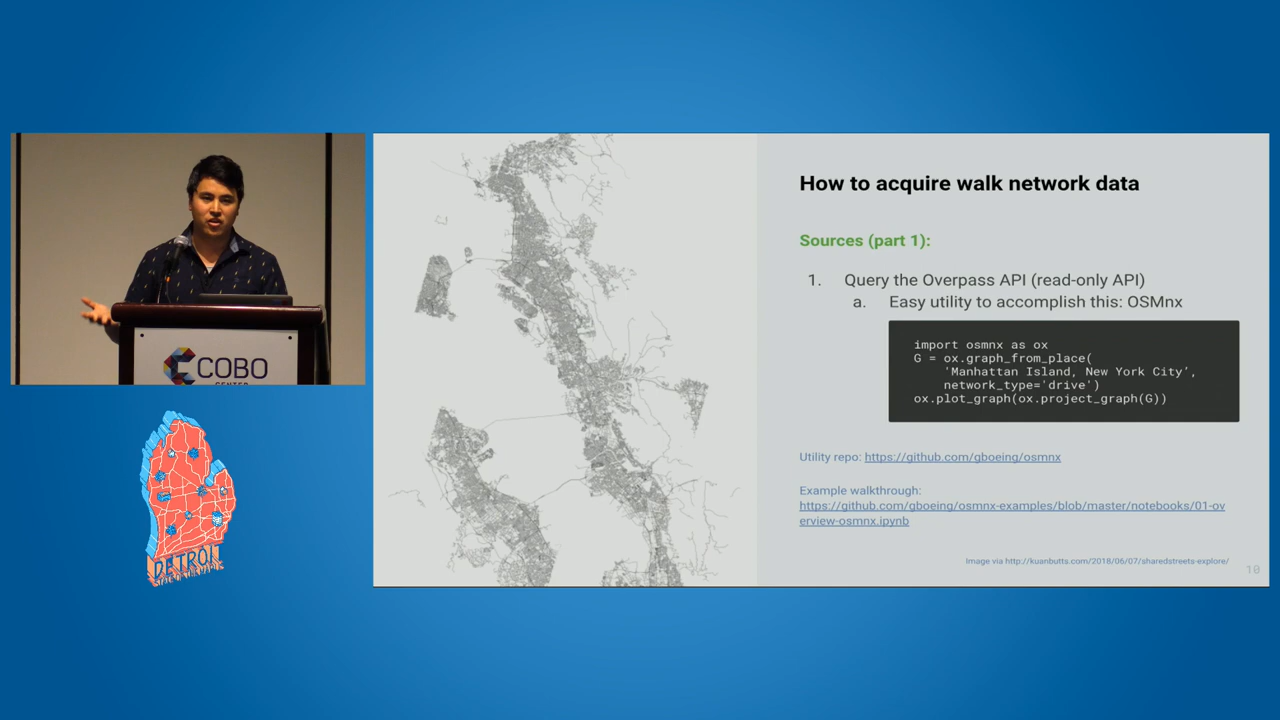 How to acquire walk network data
Sources (part 1):
1. Query the Overpass API (read-only API)
a. Easy utility to accomplish this: OSMnx
import osmnx as ox
G = ox.graph_from_place(
'Manhattan Island, New York City',
network_type='drive')
ox.plot_graph(ox.project_graph(G))
Utility repo: https://github.com/gboeing/osmnx
Example walkthrough:
https://github.com/gboeing/osmnx-examples/blob/master/notebooks/01-ov
erview-osmnx.ipynb
Image via http://kuanbutts.com/2018/06/07/sharedstreets-explore/
10
COBO
CENTER
DETROI